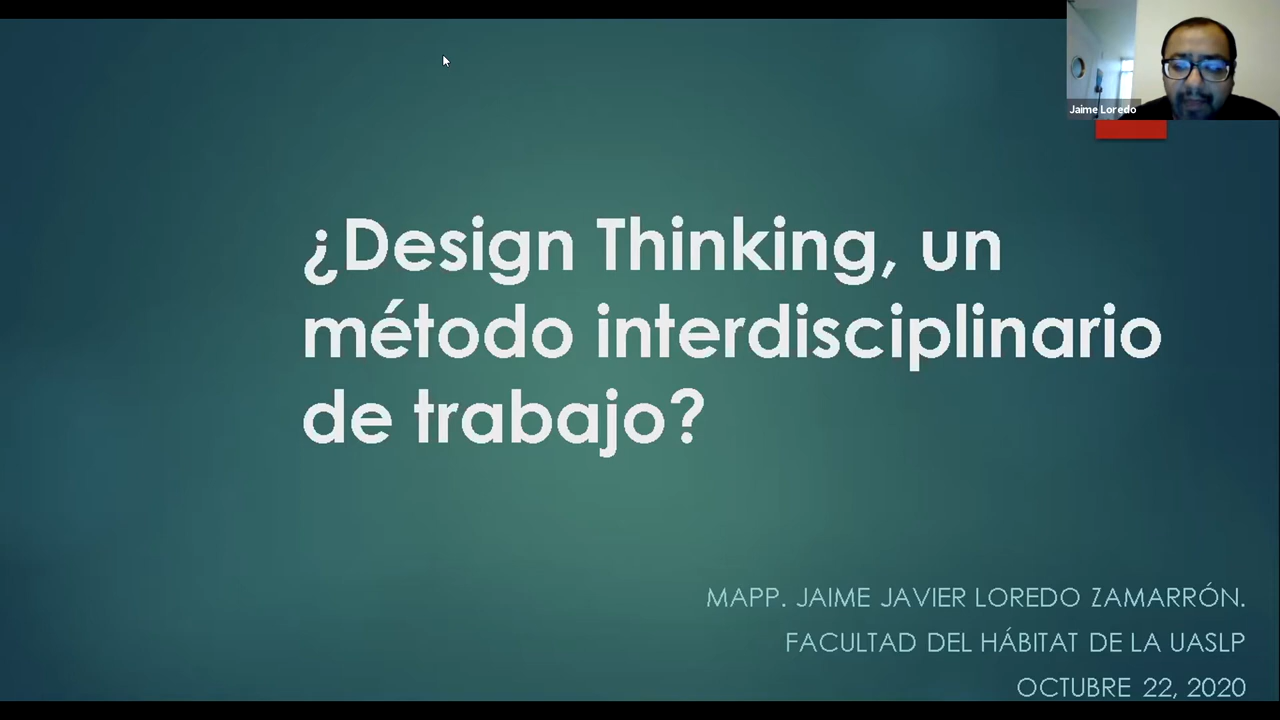 Jaime Loredo
¿Design Thinking, un
método interdisciplinario
de trabajo?
MAPP. JAIME JAVIER LOREDO ZAMARRÓN.
FACULTAD DEL HÁBITAT DE LA UASLP
OCTUBRE 22, 2020